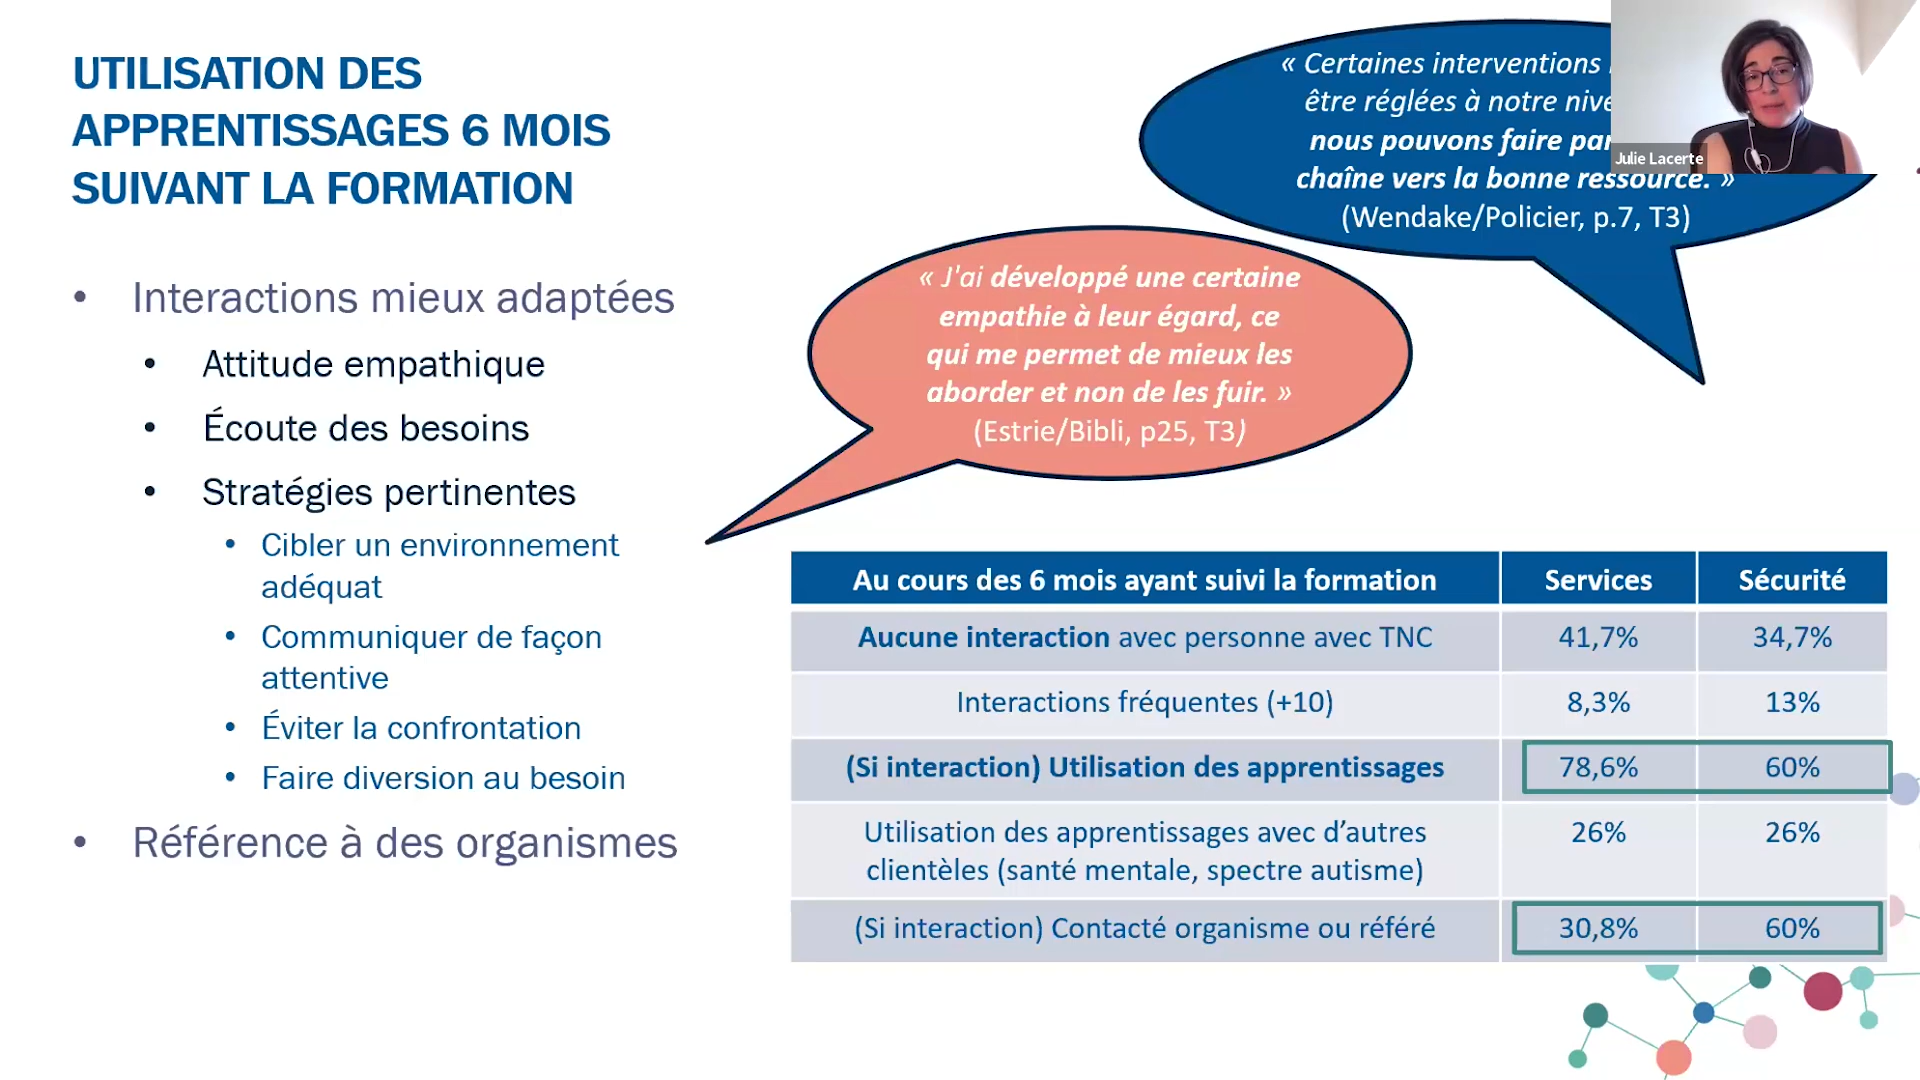 UTILISATION DES
APPRENTISSAGES 6 MOIS
SUIVANT LA FORMATION
• Interactions mieux adaptées
• Attitude empathique
• Écoute des besoins
• Stratégies pertinentes
• Cibler un environnement
adéquat
• Communiquer de façon
attentive
• Éviter la confrontation
• Faire diversion au besoin
• Référence à des organismes
« Certaines interventions
être réglées à notre
nous pouvons faire
chaîne vers la bonne ressource. »
(Wendake/Policier, p.7, T3)
Julie Lacerte
« J'ai développé une certaine
empathie à leur égard, ce
qui me permet de mieux les
aborder et non de les fuir. »
(Estrie/Bibli, p25, T3)
Au cours des 6 mois ayant suivi la formation Services Sécurité
Aucune interaction avec personne avec TNC 41,7% 34,7%
Interactions fréquentes (+10) 8,3% 13%
(Si interaction) Utilisation des apprentissages 78,6% 60%
Utilisation des apprentissages avec d’autres 26% 26%
clientèles (santé mentale, spectre autisme)
(Si interaction) Contacté organisme ou référé 30,8% 60%